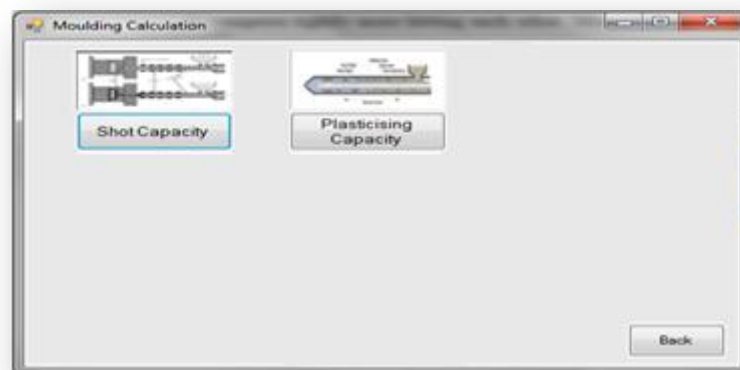 Moulding Calculation
Shot Capacity
Plasticising
Capacity
Back